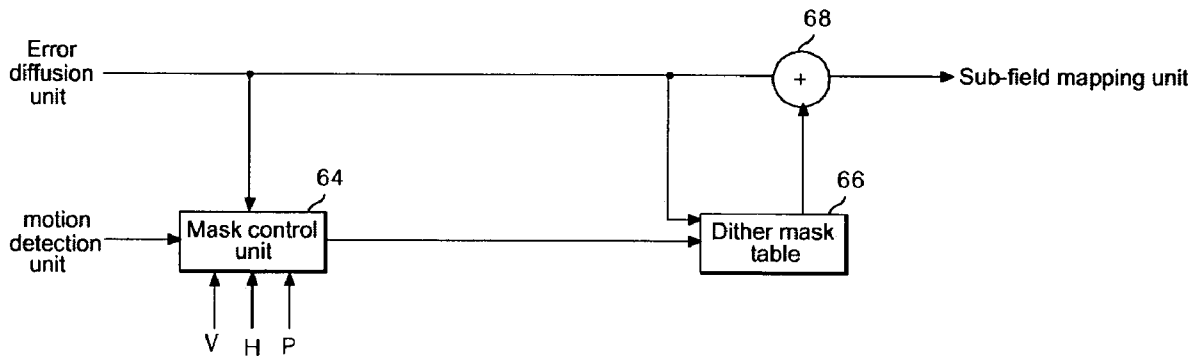 68
Error
diffusion
unit
+
Sub-field mapping unit
64
66
motion
detection
unit
Mask control
unit
Dither mask
table
V H P